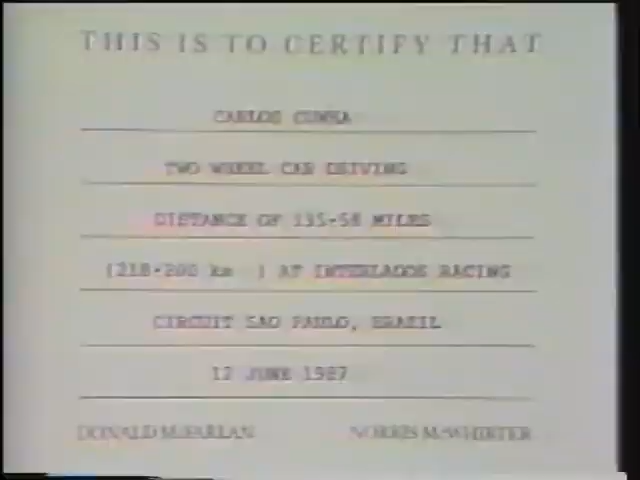 THIS IS TO CERTIFY THAT
CARLOS CUNHA
TWO WHEEL CAR DRIVING
DISTANCE OF 135·58 MILES
(218·200 km ) AT INTERLAGOS RACING
CIRCUIT SAO PAULO, BRAZIL
12 JUNE 1987
DONALD McFARLAN NORRIS McWHIRTER